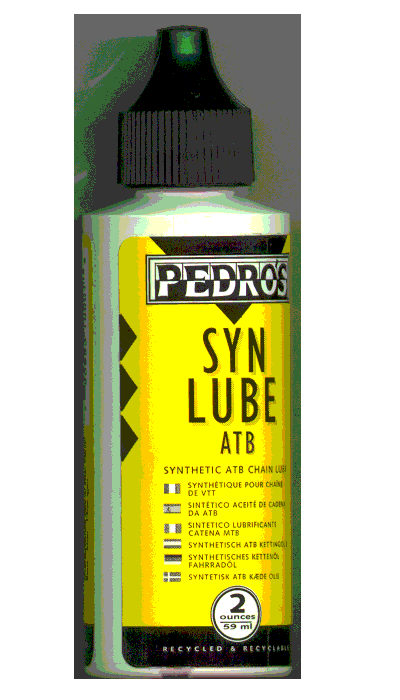 PEDRO'S
SYN
LUBE
ATB
SYNTHETIC ATB CHAIN LUBE
SYNTHÉTIQUE POUR CHAÎNE
DE VTT
SINTÉTICO ACEITÉ DE CADENA
DA ATB
SINTETICO LUBRIFICANTE
CATENA MTB
SYNTHETISCH ATB KETTINGOLIE
SYNTHETISCHES KETTENÖL
FAHRRADÖL
SYNTETISK ATB KÆDE OLIE
2
ounces
59 ml
RECYCLED & RECYCLABLE